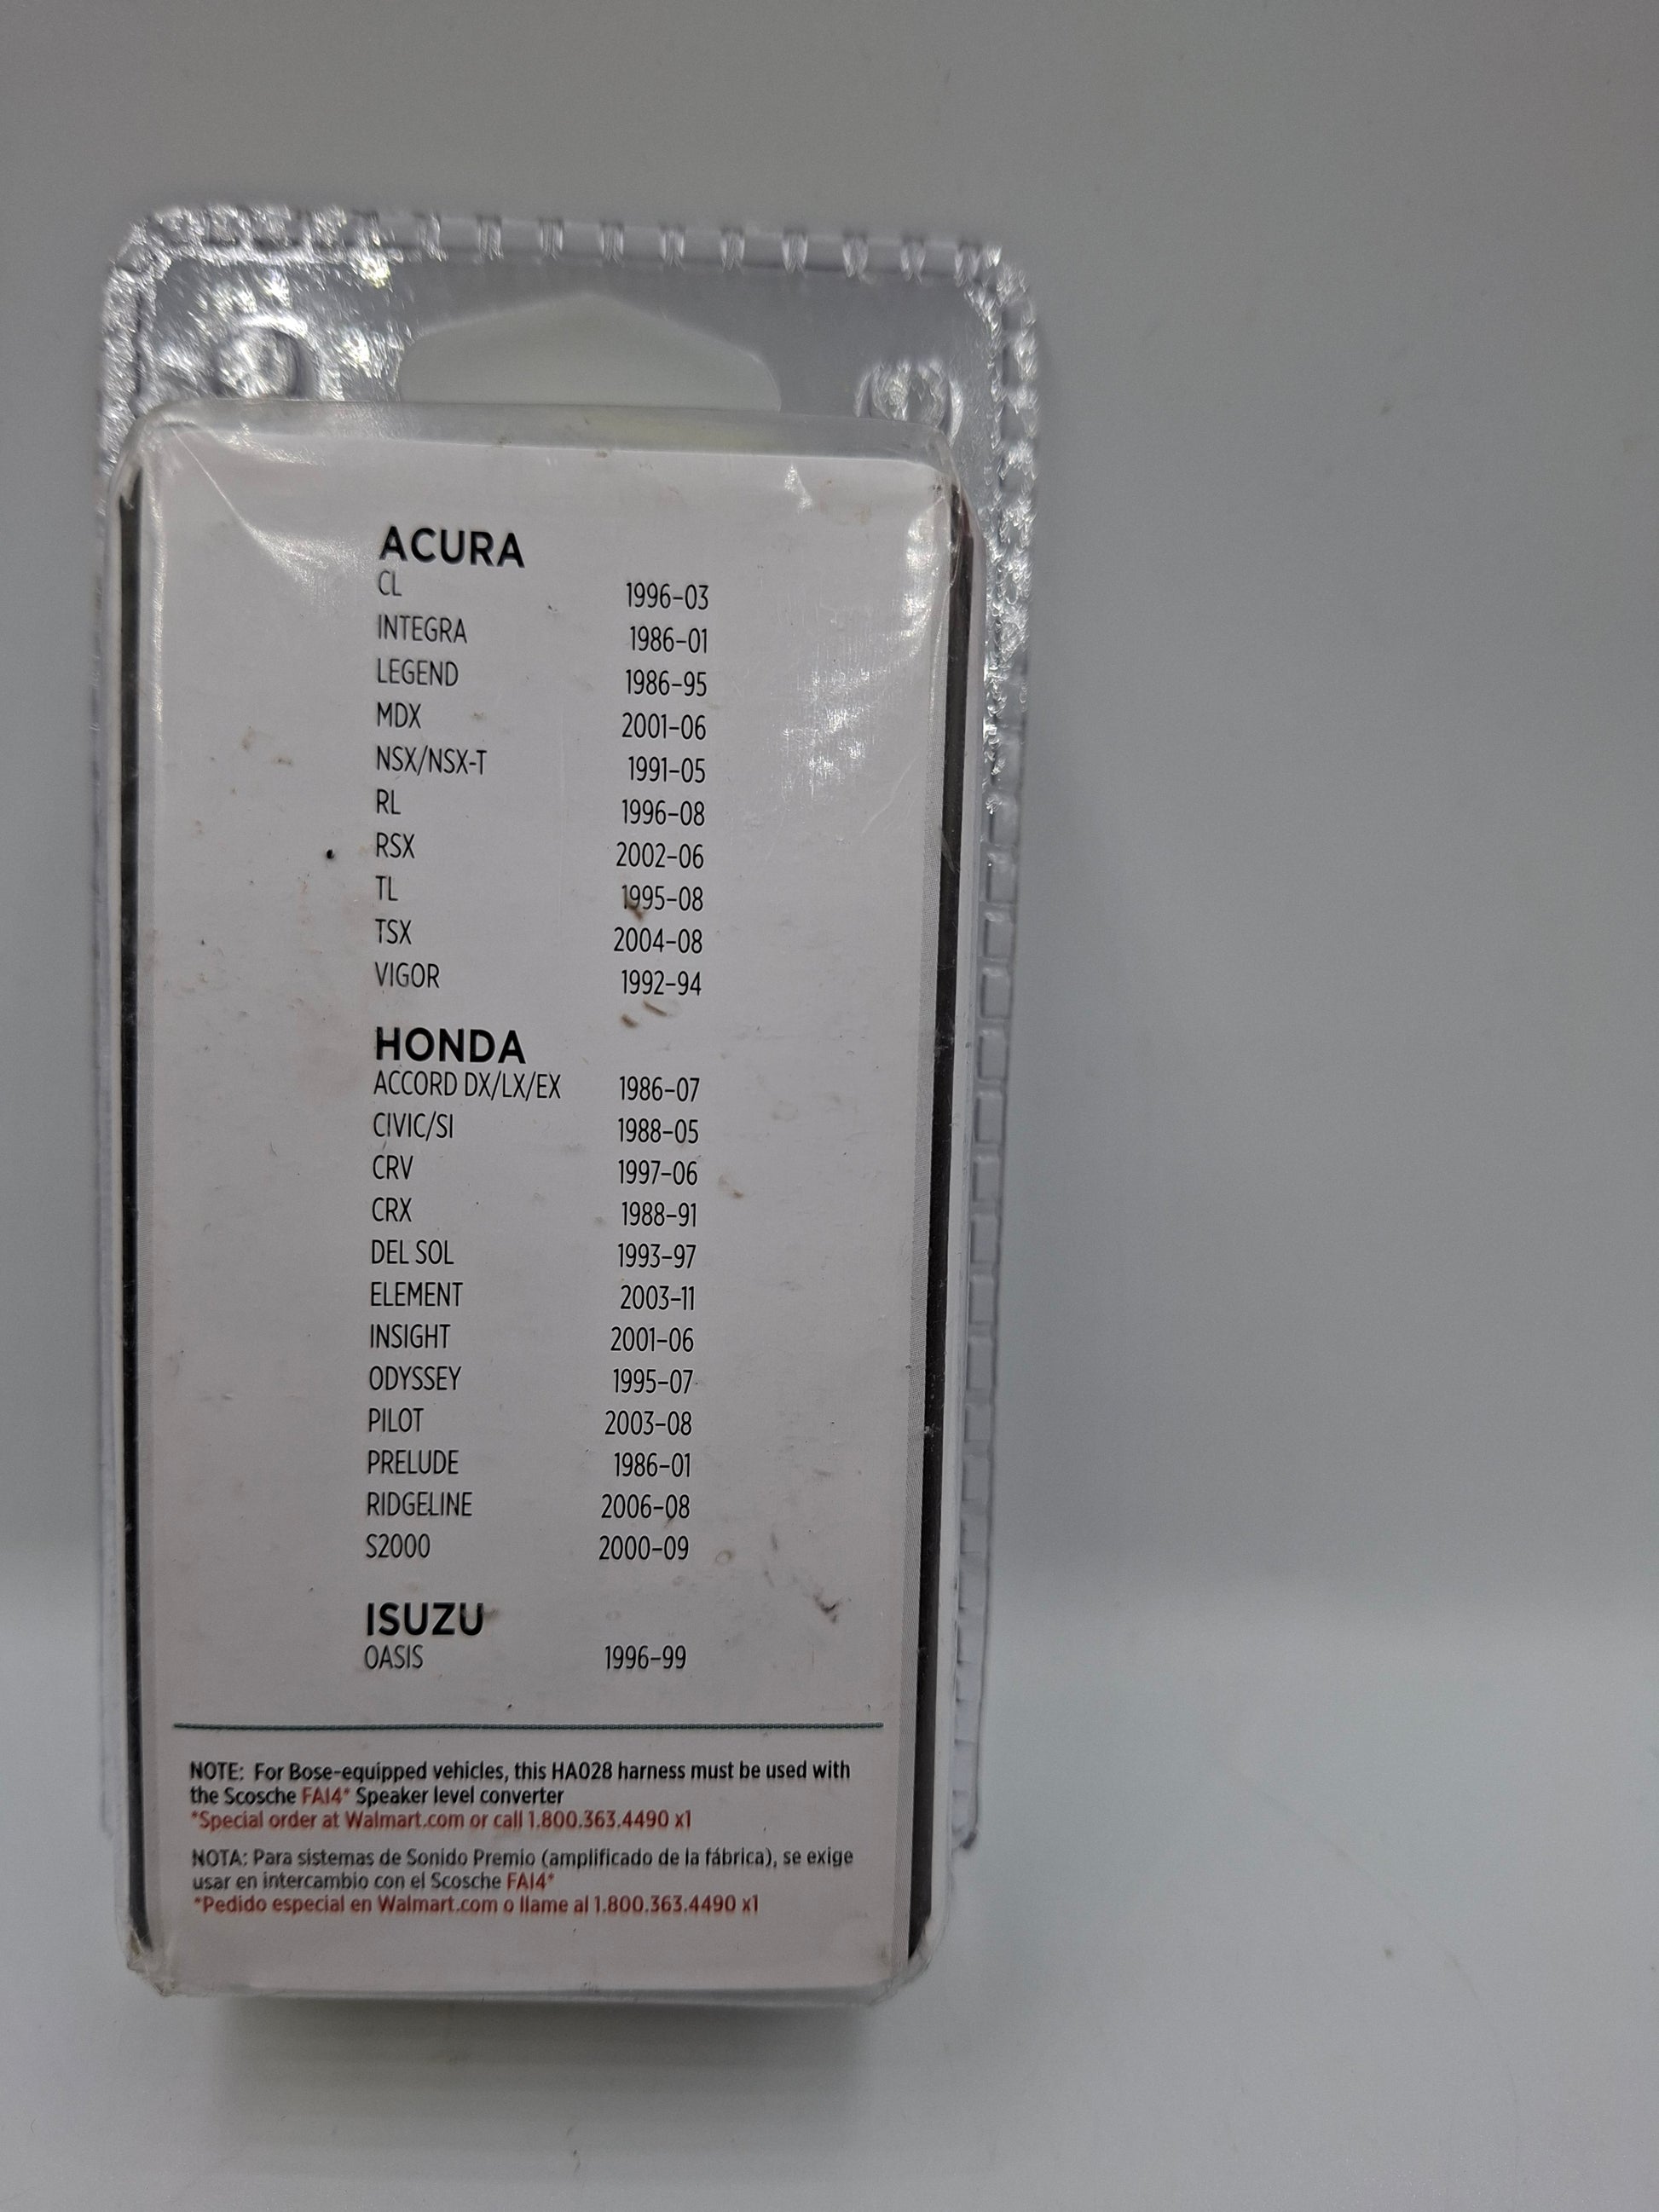 ACURA
CL 1996-03
INTEGRA 1986-01
LEGEND 1986-95
MDX 2001-06
NSX/NSX-T 1991-05
RL 1996-08
RSX 2002-06
TL 1995-08
TSX 2004-08
VIGOR 1992-94
HONDA
ACCORD DX/LX/EX 1986-07
CIVIC/SI 1988-05
CRV 1997-06
CRX 1988-91
DEL SOL 1993-97
ELEMENT 2003-11
INSIGHT 2001-06
ODYSSEY 1995-07
PILOT 2003-08
PRELUDE 1986-01
RIDGELINE 2006-08
S2000 2000-09
ISUZU
OASIS 1996-99
NOTE: For Bose-equipped vehicles, this HA028 harness must be used with
the Scosche FAI4* Speaker level converter
*Special order at Walmart.com or call 1.800.363.4490 x1
NOTA: Para sistemas de Sonido Premio (amplificado de la fábrica), se exige
usar en intercambio con el Scosche FAI4*
*Pedido especial en Walmart.com o llame al 1.800.363.4490 x1